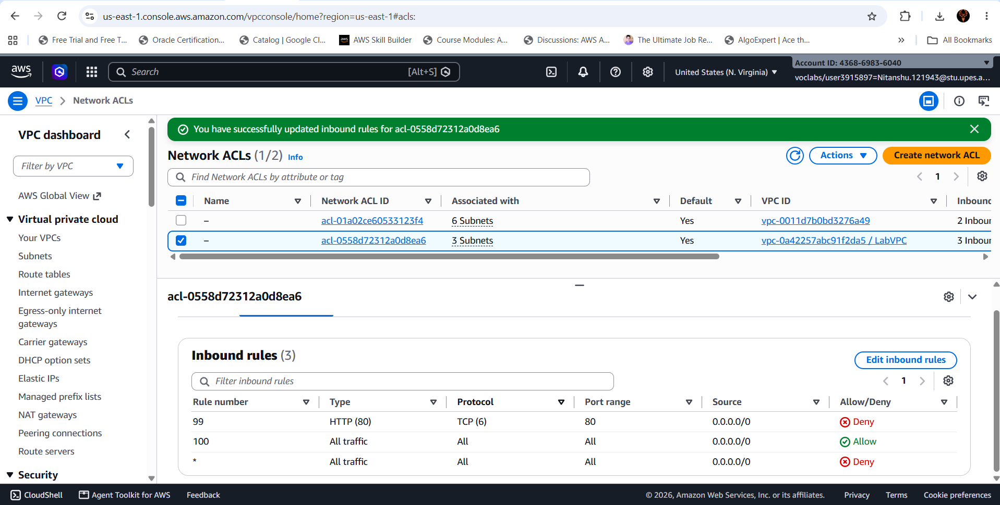 us-east-1.console.aws.amazon.com/vpcconsole/home?region=us-east-1#acls:
Free Trial and Free T...
Oracle Certification...
Catalog | Google Cl...
aws
AWS Skill Builder
Course Modules: A...
Discussions: AWS A...
The Ultimate Job Re...
AlgoExpert | Ace th...
»
All Bookmarks
aws
Search
[Alt+S]
United States (N. Virginia)
Account ID: 4368-6983-6040
voclabs/user3915897=Nitanshu.121943@stu.upes.a...
VPC
Network ACLs
VPC dashboard
Filter by VPC
AWS Global View
Virtual private cloud
Your VPCs
Subnets
Route tables
Internet gateways
Egress-only internet
gateways
Carrier gateways
DHCP option sets
Elastic IPs
Managed prefix lists
NAT gateways
Peering connections
Route servers
Security
You have successfully updated inbound rules for acl-0558d72312a0d8ea6
Network ACLs (1/2) Info
Actions
Create network ACL
Find Network ACLs by attribute or tag
1
Name Network ACL ID Associated with Default VPC ID Inbound
– acl-01a02ce60533123f4 6 Subnets Yes vpc-0011d7b0bd3276a49 2 Inbour
– acl-0558d72312a0d8ea6 3 Subnets Yes vpc-0a42257abc91f2da5 / LabVPC 3 Inbour
acl-0558d72312a0d8ea6
Inbound rules (3)
Edit inbound rules
Filter inbound rules
1
Rule number Type Protocol Port range Source Allow/Deny
99 HTTP (80) TCP (6) 80 0.0.0.0/0 Deny
100 All traffic All All 0.0.0.0/0 Allow
* All traffic All All 0.0.0.0/0 Deny
CloudShell
Agent Toolkit for AWS
Feedback
© 2026, Amazon Web Services, Inc. or its affiliates.
Privacy
Terms
Cookie preferences